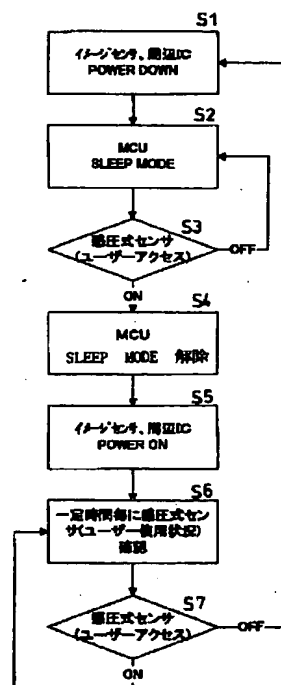 S1
イメージセンサ、周辺IC
POWER DOWN
S2
MCU
SLEEP MODE
S3
感圧式センサ
(ユーザーアクセス)
OFF
ON
S4
MCU
SLEEP MODE 解除
S5
イメージセンサ、周辺IC
POWER ON
S6
一定時間毎に感圧式セン
サ(ユーザー使用状況)
確認
S7
感圧式センサ
(ユーザーアクセス)
OFF
ON